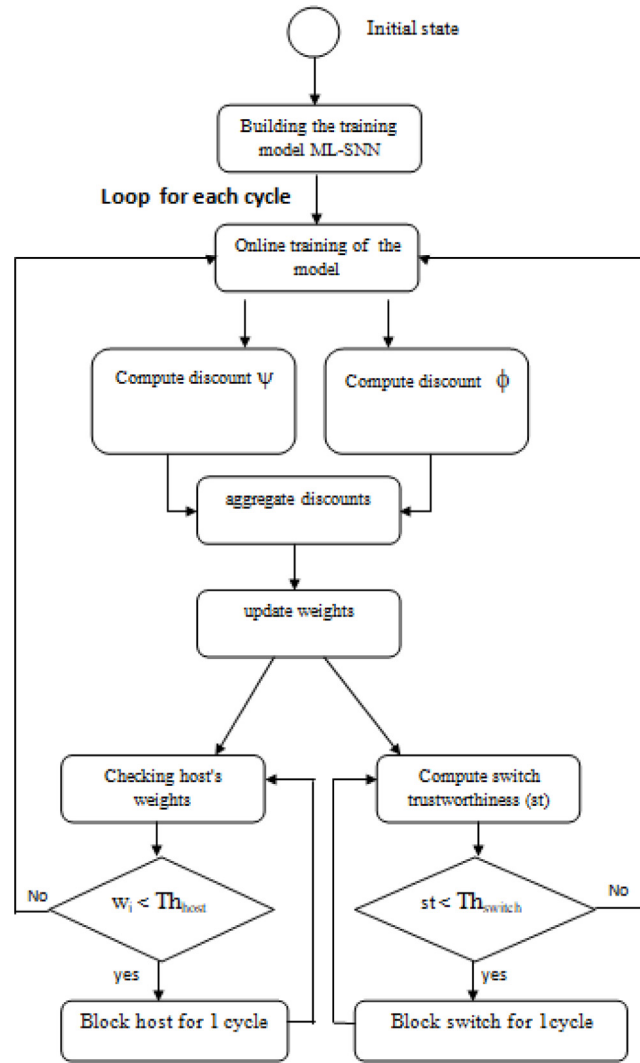 Initial state
Building the training
model ML-SNN
Loop for each cycle
Online training of the
model
Compute discount Ψ
Compute discount ϕ
aggregate discounts
update weights
Checking host's
weights
Compute switch
trustworthiness (st)
No
wi < Thhost
st < Thswitch
No
yes
yes
Block host for 1 cycle
Block switch for 1cycle